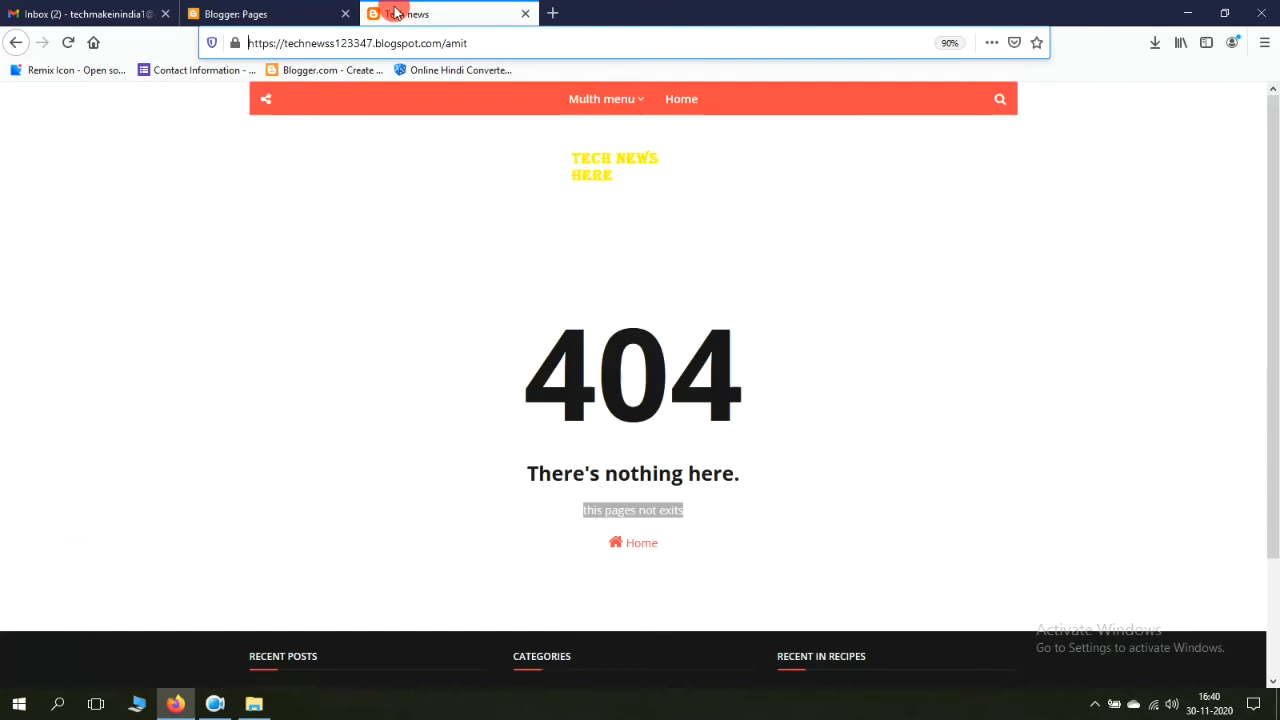 Inbox (2) - techmakeindia1@
Blogger: Pages
news
https://technewss123347.blogspot.com/amit
90%
Remix Icon - Open so...
Contact Information - ...
Blogger.com - Create ...
Online Hindi Converte...
Multh menu
Home
TECH NEWS
HERE
404
There's nothing here.
this pages not exits
Home
Activate Windows
Go to Settings to activate Windows.
RECENT POSTS
CATEGORIES
RECENT IN RECIPES
16:40
30-11-2020